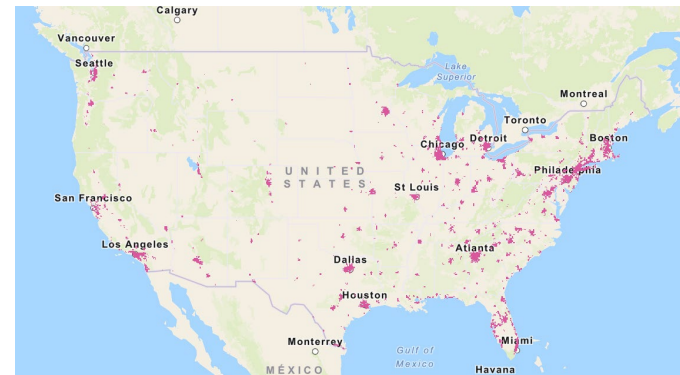 Calgary
Vancouver
Seattle
Lake
Superior
Montreal
Toronto
Chicago
Detroit
Boston
UNITED
STATES
Philadelphia
St Louis
San Francisco
Los Angeles
Atlanta
Dallas
Houston
Monterrey
Miami
Gulf of
Mexico
MÉXICO
Havana